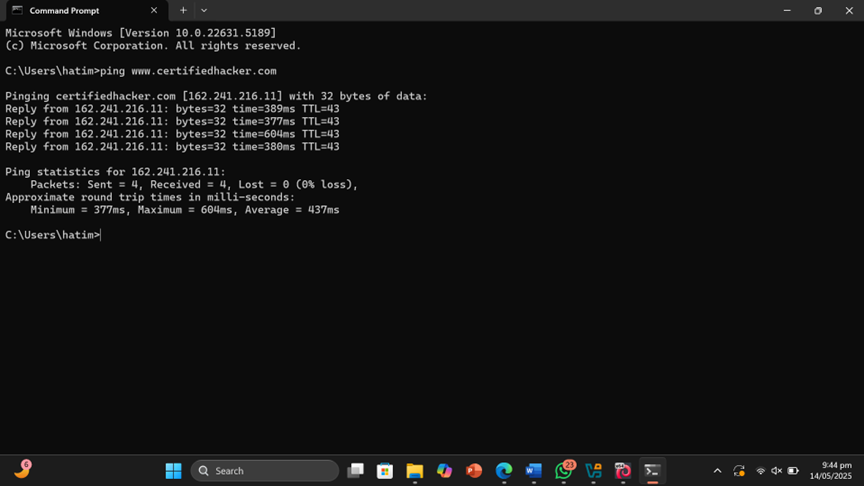 Command Prompt
Microsoft Windows [Version 10.0.22631.5189]
(c) Microsoft Corporation. All rights reserved.
C:\Users\hatim>ping www.certifiedhacker.com
Pinging certifiedhacker.com [162.241.216.11] with 32 bytes of data:
Reply from 162.241.216.11: bytes=32 time=389ms TTL=43
Reply from 162.241.216.11: bytes=32 time=377ms TTL=43
Reply from 162.241.216.11: bytes=32 time=604ms TTL=43
Reply from 162.241.216.11: bytes=32 time=380ms TTL=43
Ping statistics for 162.241.216.11:
Packets: Sent = 4, Received = 4, Lost = 0 (0% loss),
Approximate round trip times in milli-seconds:
Minimum = 377ms, Maximum = 604ms, Average = 437ms
C:\Users\hatim>
6
Search
23
9:44 pm
14/05/2025